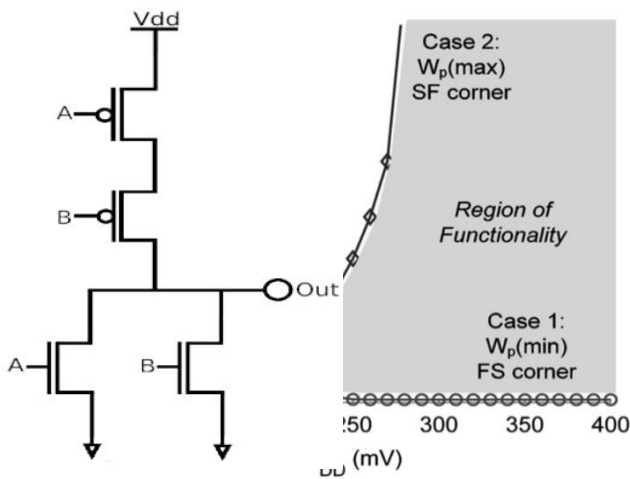 Vdd
A
B
Out
A
B
Case 2:
Wp(max)
SF corner
Region of
Functionality
Case 1:
Wp(min)
FS corner
300
350
400
(mV)